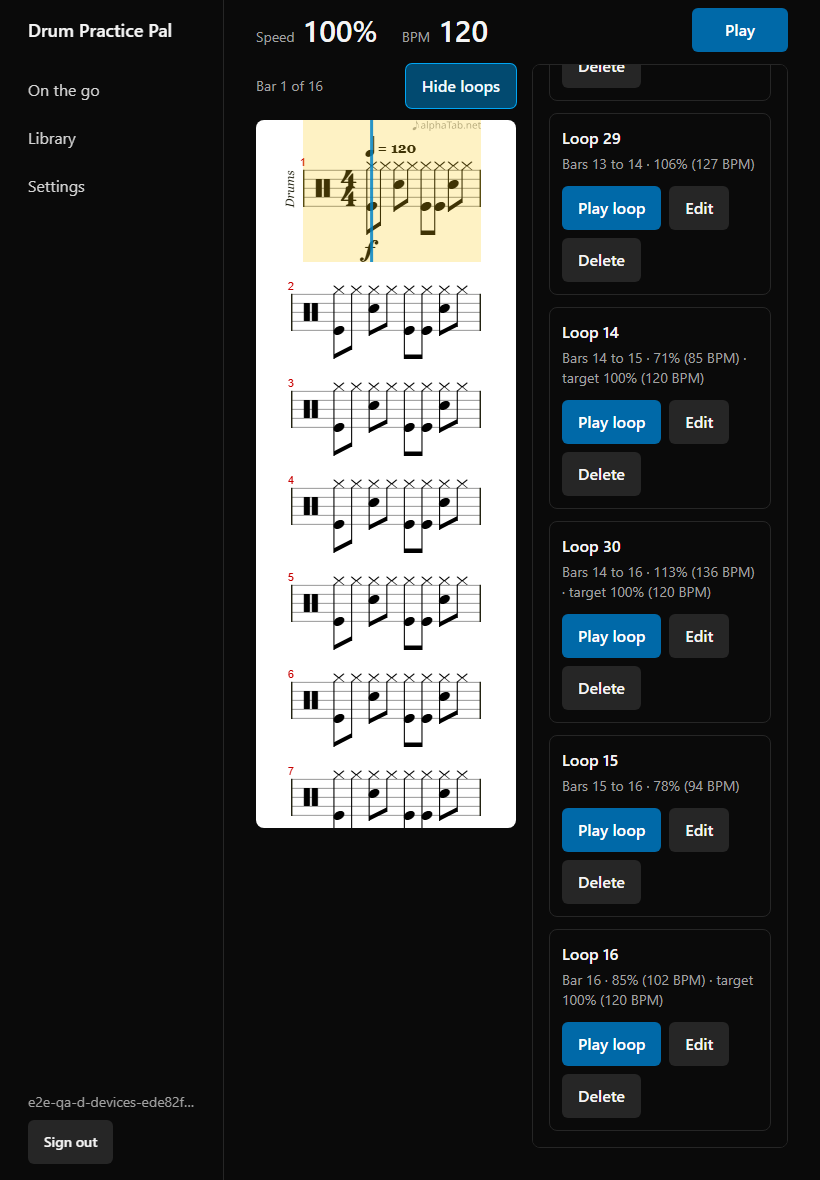 Drum Practice Pal
On the go
Library
Settings
e2e-qa-d-devices-ede82f...
Sign out
Speed 100% BPM 120
Play
Bar 1 of 16
Hide loops
alphaTab.net
= 120
1
Drums
4
4
f
2
3
4
5
6
7
Delete
Loop 29
Bars 13 to 14 · 106% (127 BPM)
Play loop
Edit
Delete
Loop 14
Bars 14 to 15 · 71% (85 BPM) ·
target 100% (120 BPM)
Play loop
Edit
Delete
Loop 30
Bars 14 to 16 · 113% (136 BPM)
· target 100% (120 BPM)
Play loop
Edit
Delete
Loop 15
Bars 15 to 16 · 78% (94 BPM)
Play loop
Edit
Delete
Loop 16
Bar 16 · 85% (102 BPM) · target
100% (120 BPM)
Play loop
Edit
Delete